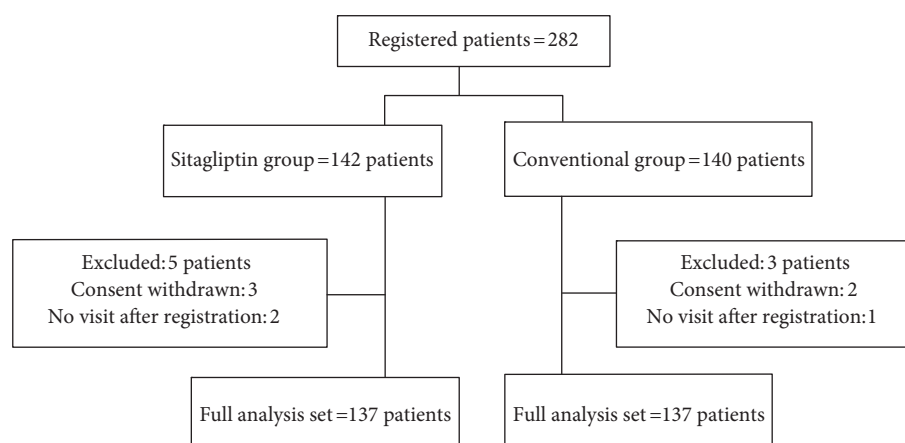 Registered patients=282
Sitagliptin group=142 patients
Conventional group=140 patients
Excluded:5 patients
Consent withdrawn:3
No visit after registration:2
Excluded:3 patients
Consent withdrawn:2
No visit after registration:1
Full analysis set=137 patients
Full analysis set=137 patients